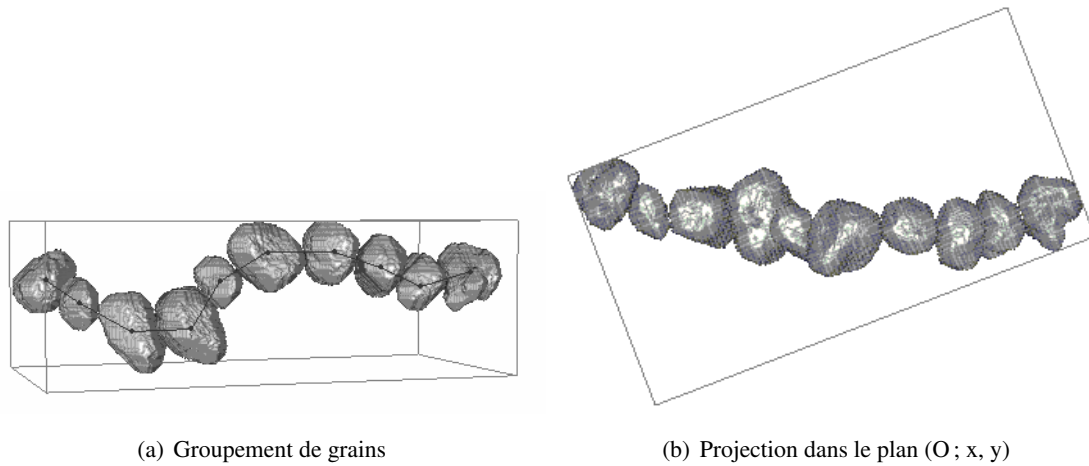 (a) Groupement de grains
(b) Projection dans le plan (O ; x, y)